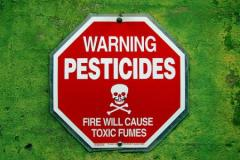 WARNING
PESTICIDES
FIRE WILL CAUSE
TOXIC FUMES